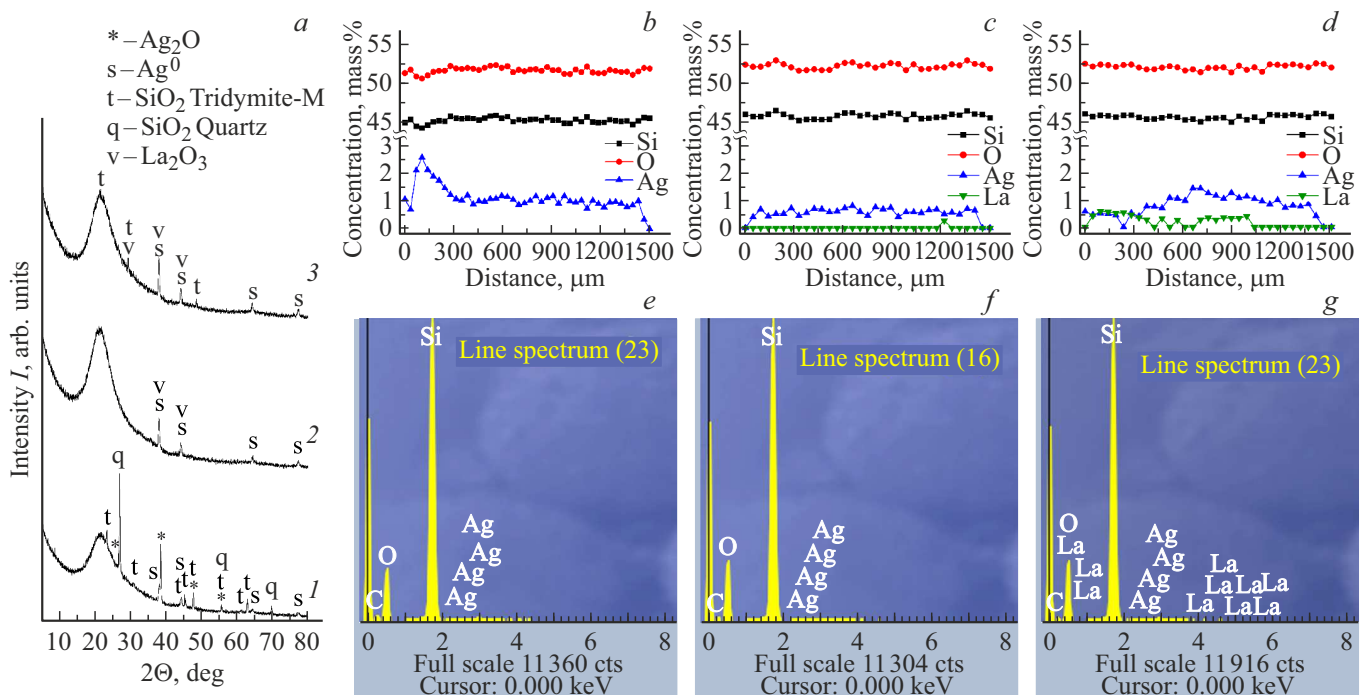 a
* – Ag2O
s – Ag0
t – SiO2 Tridymite-M
q – SiO2 Quartz
v – La2O3
Intensity I, arb. units
t
t
v
v
s
v
s
t
s
s
3
v
s
v
s
s
s
2
q
t
*
t
s
*
s
t
t
t
*
q
t
*
t
t
s
q
s
1
10 20 30 40 50 60 70 80
2Θ, deg
b
Concentration, mass %
55
50
45
3
2
1
0
Si
O
Ag
0 300 600 900 1200 1500
Distance, μm
c
Concentration, mass %
55
50
45
3
2
1
0
Si
O
Ag
La
0 300 600 900 1200 1500
Distance, μm
d
Concentration, mass %
55
50
45
3
2
1
0
Si
O
Ag
La
0 300 600 900 1200 1500
Distance, μm
e
Si
Line spectrum (23)
Ag
O
Ag
Ag
C
Ag
0 2 4 6 8
Full scale 11 360 cts
Cursor: 0.000 keV
f
Si
Line spectrum (16)
Ag
O
Ag
Ag
C
Ag
0 2 4 6 8
Full scale 11 304 cts
Cursor: 0.000 keV
g
Si
Line spectrum (23)
O
La
La
La
C
Ag
Ag
Ag
Ag
La
La La La
La La La
0 2 4 6 8
Full scale 11 916 cts
Cursor: 0.000 keV